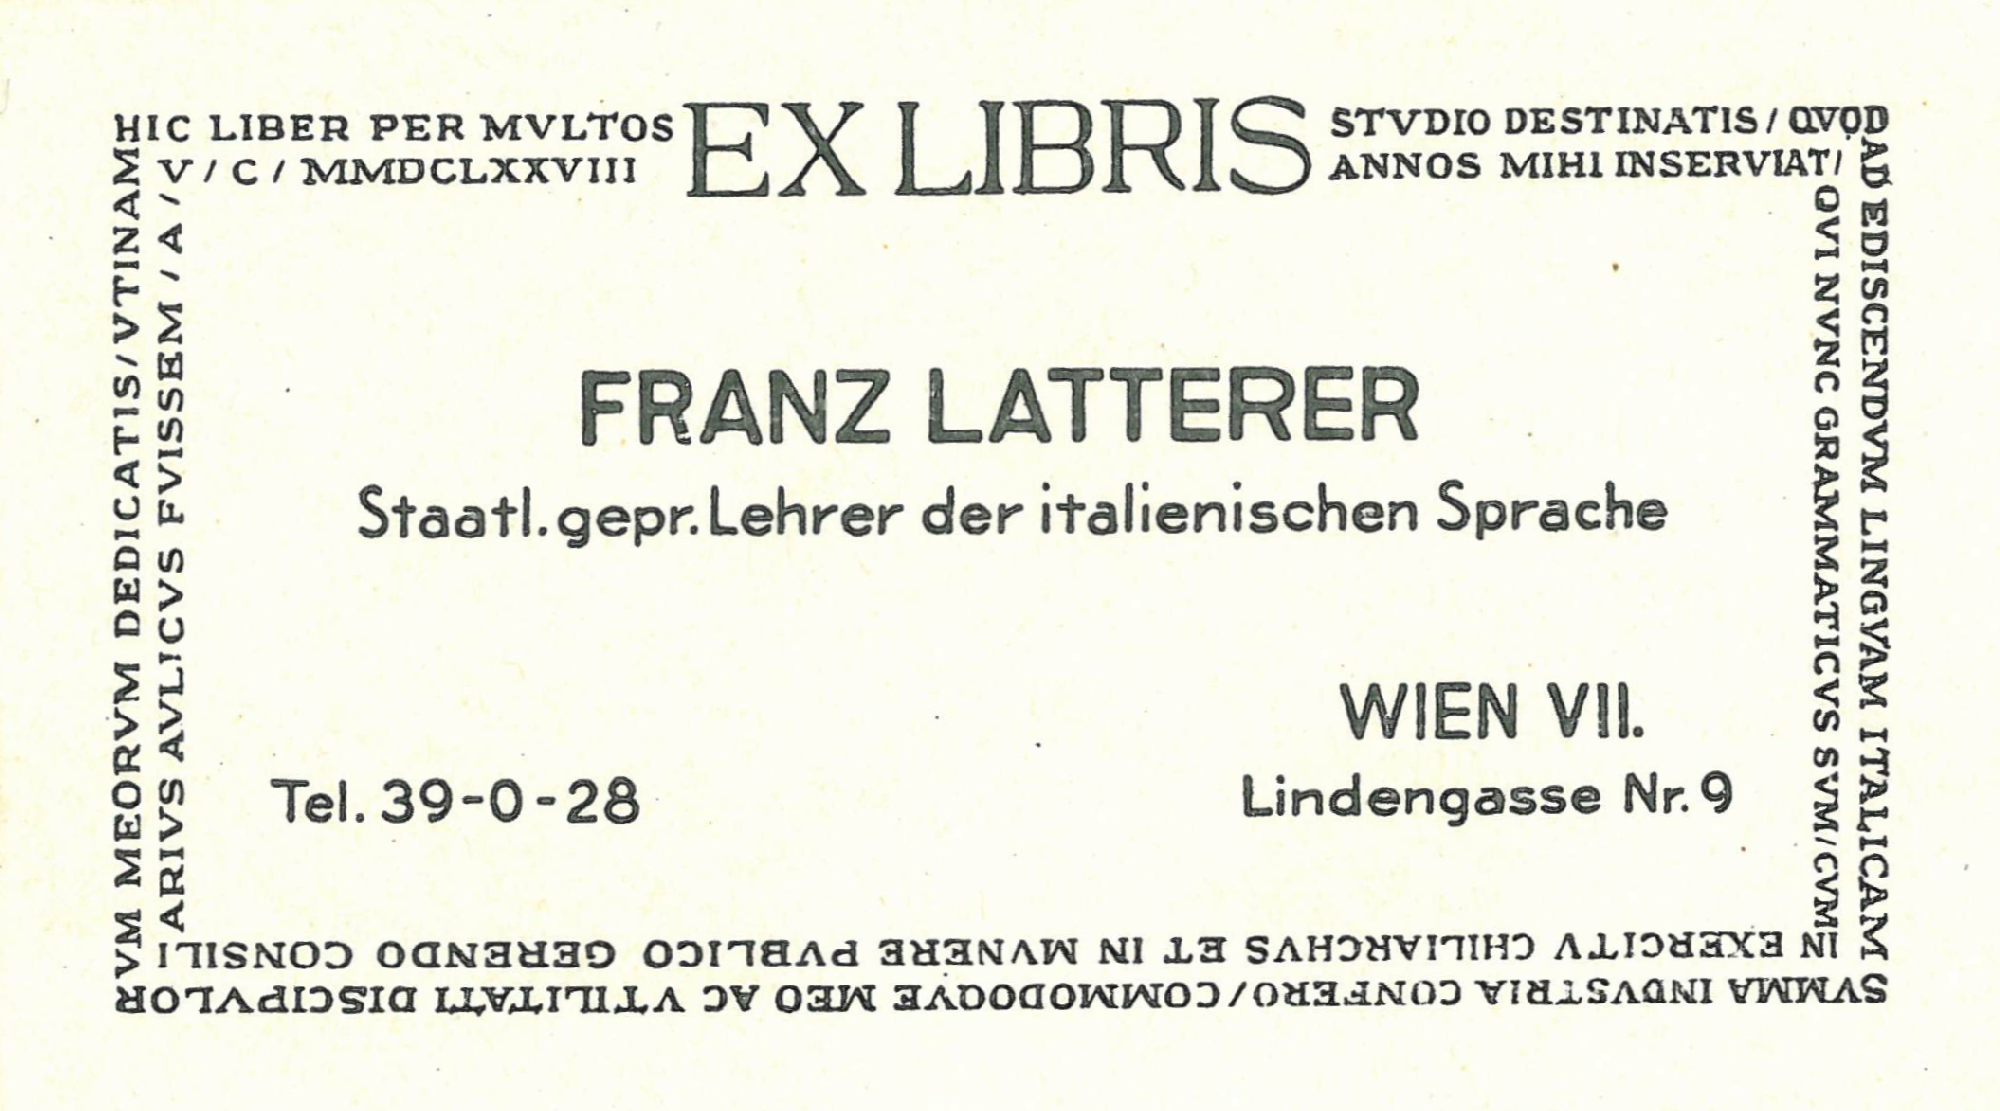 EX LIBRIS
STVDIO DESTINATIS / QVOD
AD EDISCENDVM LINGVAM ITALICAM
SVMMA INDVSTRIA CONFERO/COMMODOQVE MEO AC VTILITATI DISCIPVLOR
VM MEORVM DEDICATIS/VTINAM
HIC LIBER PER MVLTOS
ANNOS MIHI INSERVIAT/
QVI NVNC GRAMMATICVS SVM/CVM
IN EXERCITV CHILIARCHVS ET IN MVNERE PVBLICO GERENDO CONSILI
ARIVS AVLICVS FVISSEM / A /
V / C / MMDCLXXVIII
FRANZ LATTERER
Staatl. gepr. Lehrer der italienischen Sprache
WIEN VII.
Tel. 39-0-28
Lindengasse Nr. 9